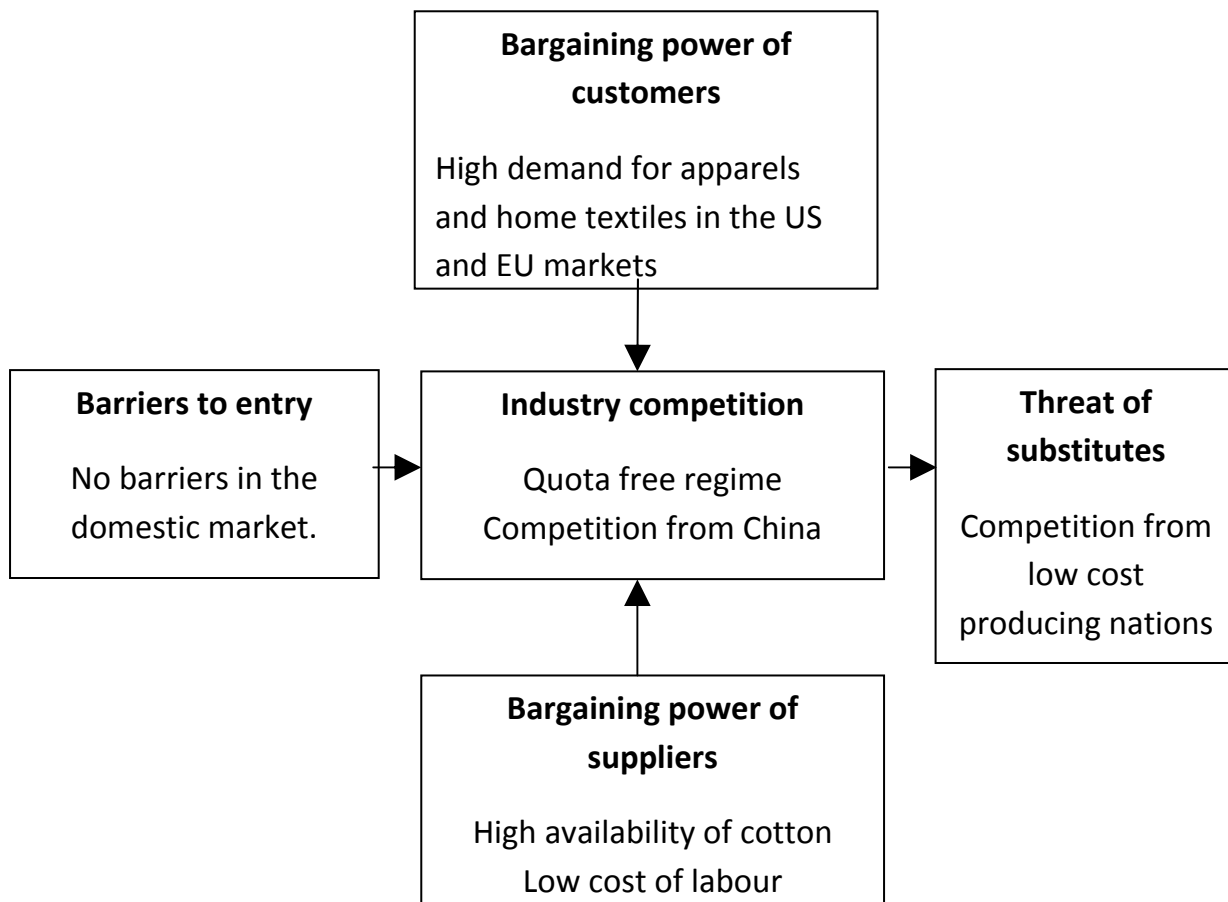 Bargaining power of
customers
High demand for apparels
and home textiles in the US
and EU markets
Barriers to entry
No barriers in the
domestic market.
Industry competition
Quota free regime
Competition from China
Threat of
substitutes
Competition from
low cost
producing nations
Bargaining power of
suppliers
High availability of cotton
Low cost of labour